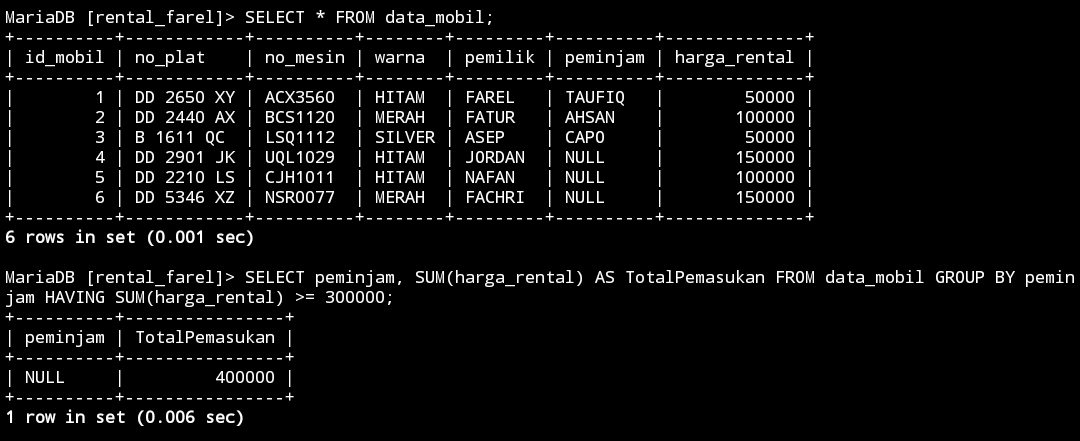 MariaDB [rental_farel]> SELECT * FROM data_mobil;
+----------+------------+----------+--------+---------+----------+--------------+
| id_mobil | no_plat    | no_mesin | warna  | pemilik | peminjam | harga_rental |
+----------+------------+----------+--------+---------+----------+--------------+
|        1 | DD 2650 XY | ACX3560  | HITAM  | FAREL   | TAUFIQ   |        50000 |
|        2 | DD 2440 AX | BCS1120  | MERAH  | FATUR   | AHSAN    |       100000 |
|        3 | B 1611 QC  | LSQ1112  | SILVER | ASEP    | CAPO     |        50000 |
|        4 | DD 2901 JK | UQL1029  | HITAM  | JORDAN  | NULL     |       150000 |
|        5 | DD 2210 LS | CJH1011  | HITAM  | NAFAN   | NULL     |       100000 |
|        6 | DD 5346 XZ | NSR0077  | MERAH  | FACHRI  | NULL     |       150000 |
+----------+------------+----------+--------+---------+----------+--------------+
6 rows in set (0.001 sec)
MariaDB [rental_farel]> SELECT peminjam, SUM(harga_rental) AS TotalPemasukan FROM data_mobil GROUP BY pemin
jam HAVING SUM(harga_rental) >= 300000;
+----------+----------------+
| peminjam | TotalPemasukan |
+----------+----------------+
| NULL     |         400000 |
+----------+----------------+
1 row in set (0.006 sec)